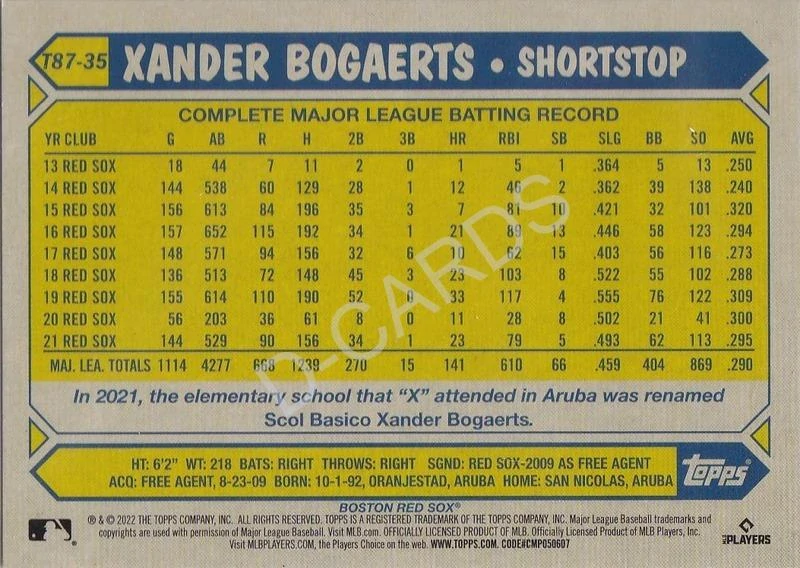 T87-35 XANDER BOGAERTS • SHORTSTOP
COMPLETE MAJOR LEAGUE BATTING RECORD
YR CLUB G AB R H 2B 3B HR RBI SB SLG BB SO AVG
13 RED SOX 18 44 7 11 2 0 1 5 1 .364 5 13 .250
14 RED SOX 144 538 60 129 28 1 12 46 2 .362 39 138 .240
15 RED SOX 156 613 84 196 35 3 7 81 10 .421 32 101 .320
16 RED SOX 157 652 115 192 34 1 21 89 13 .446 58 123 .294
17 RED SOX 148 571 94 156 32 6 10 62 15 .403 56 116 .273
18 RED SOX 136 513 72 148 45 3 23 103 8 .522 55 102 .288
19 RED SOX 155 614 110 190 52 0 33 117 4 .555 76 122 .309
20 RED SOX 56 203 36 61 8 0 11 28 8 .502 21 41 .300
21 RED SOX 144 529 90 156 34 1 23 79 5 .493 62 113 .295
MAJ. LEA. TOTALS 1114 4277 668 1239 270 15 141 610 66 .459 404 869 .290
D-CARDS
In 2021, the elementary school that “X” attended in Aruba was renamed
Scol Basico Xander Bogaerts.
HT: 6'2" WT: 218 BATS: RIGHT THROWS: RIGHT SGND: RED SOX-2009 AS FREE AGENT
ACQ: FREE AGENT, 8-23-09 BORN: 10-1-92, ORANJESTAD, ARUBA HOME: SAN NICOLAS, ARUBA
topps®
BOSTON RED SOX®
® & © 2022 THE TOPPS COMPANY, INC. ALL RIGHTS RESERVED. TOPPS IS A REGISTERED TRADEMARK OF THE TOPPS COMPANY, INC. Major League Baseball trademarks and
copyrights are used with permission of Major League Baseball. Visit MLB.com. OFFICIALLY LICENSED PRODUCT OF MLB. Officially Licensed Product of MLB Players, Inc.
Visit MLBPLAYERS.com, the Players Choice on the web. WWW.TOPPS.COM. CODE#CMP050607
MLB PLAYERS